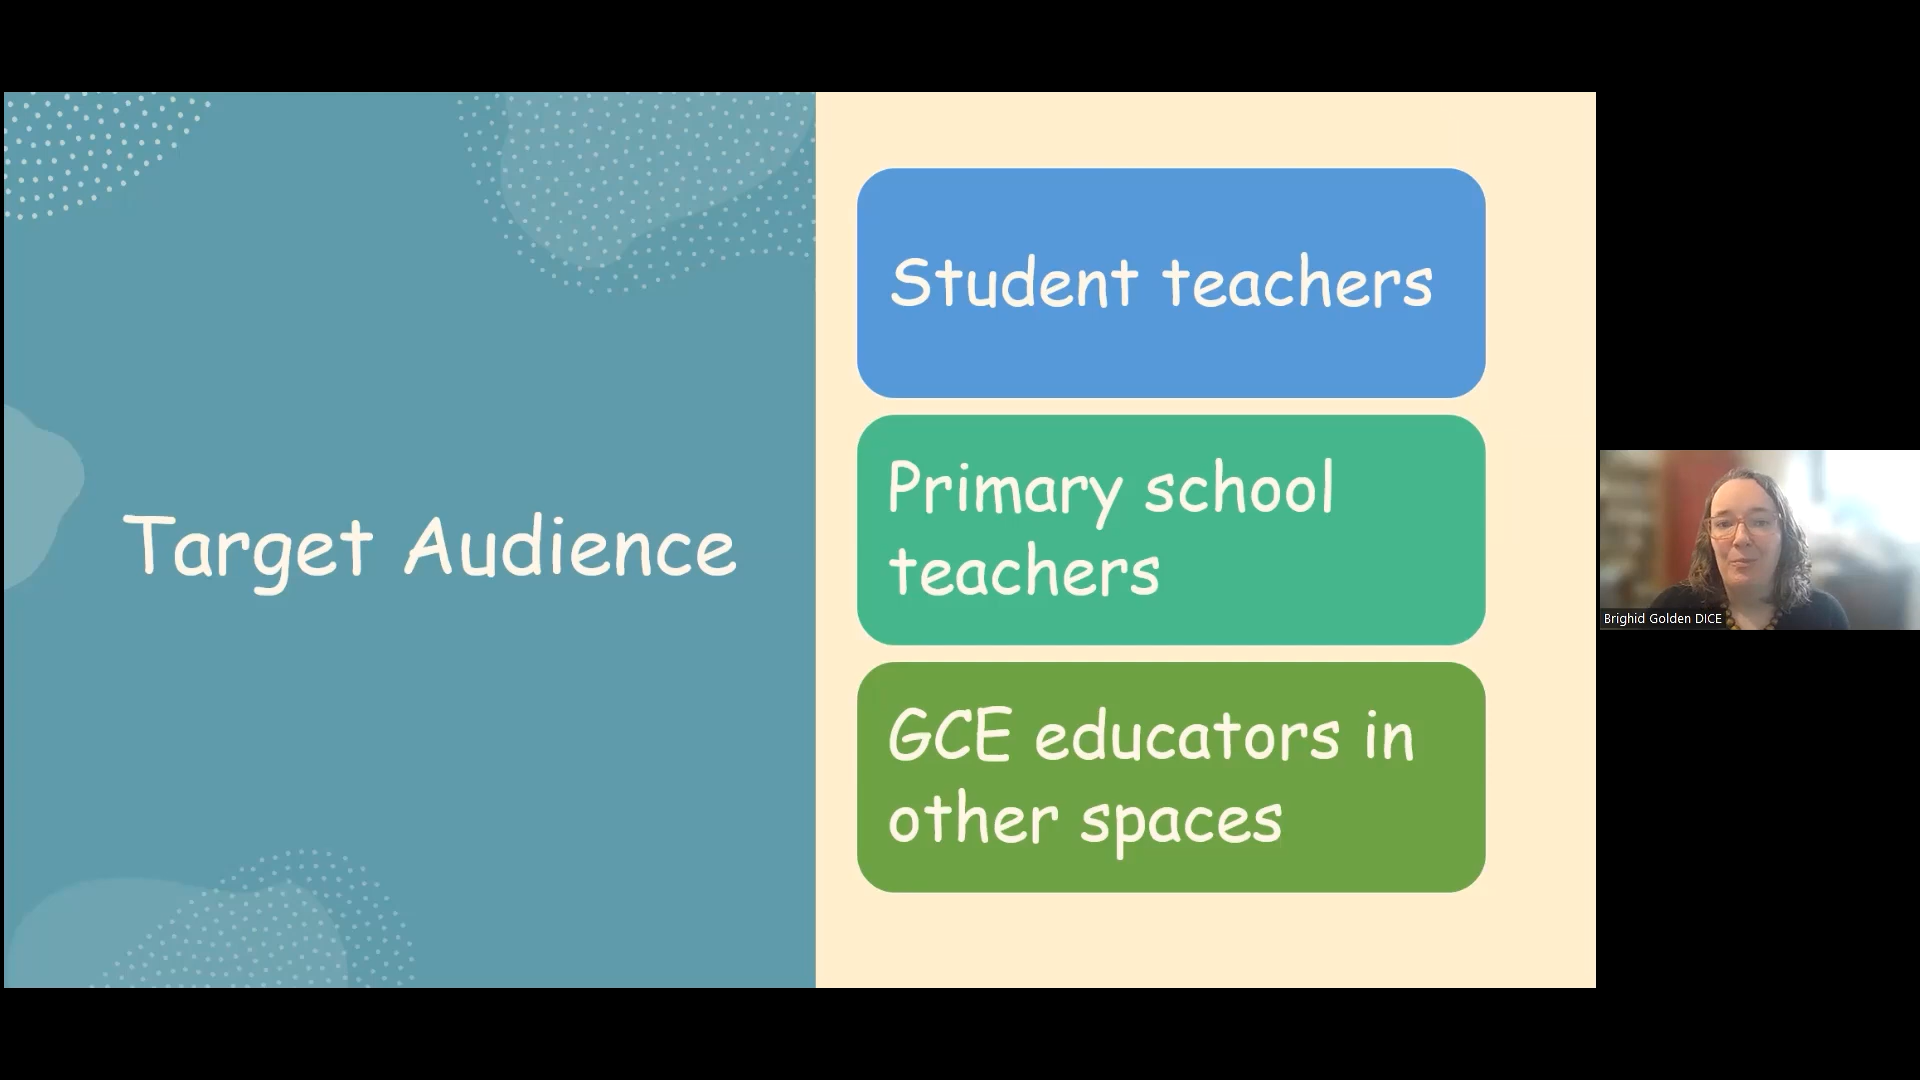 Target Audience
Student teachers
Primary school
teachers
GCE educators in
other spaces
Brighid Golden DICE